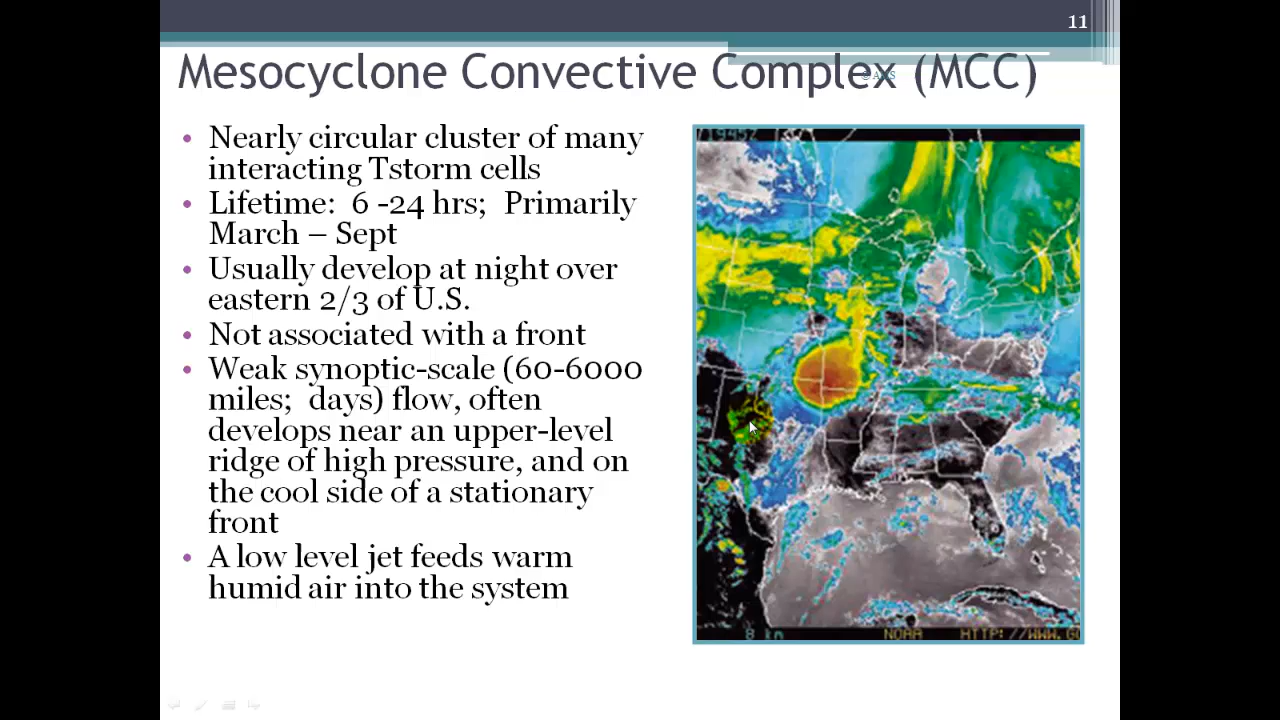 11
Mesocyclone Convective Complex (MCC)
© AMS
• Nearly circular cluster of many
interacting Tstorm cells
• Lifetime: 6 -24 hrs; Primarily
March – Sept
• Usually develop at night over
eastern 2/3 of U.S.
• Not associated with a front
• Weak synoptic-scale (60-6000
miles; days) flow, often
develops near an upper-level
ridge of high pressure, and on
the cool side of a stationary
front
• A low level jet feeds warm
humid air into the system
1945Z
8 km NOAA HTTP://WWW.GO